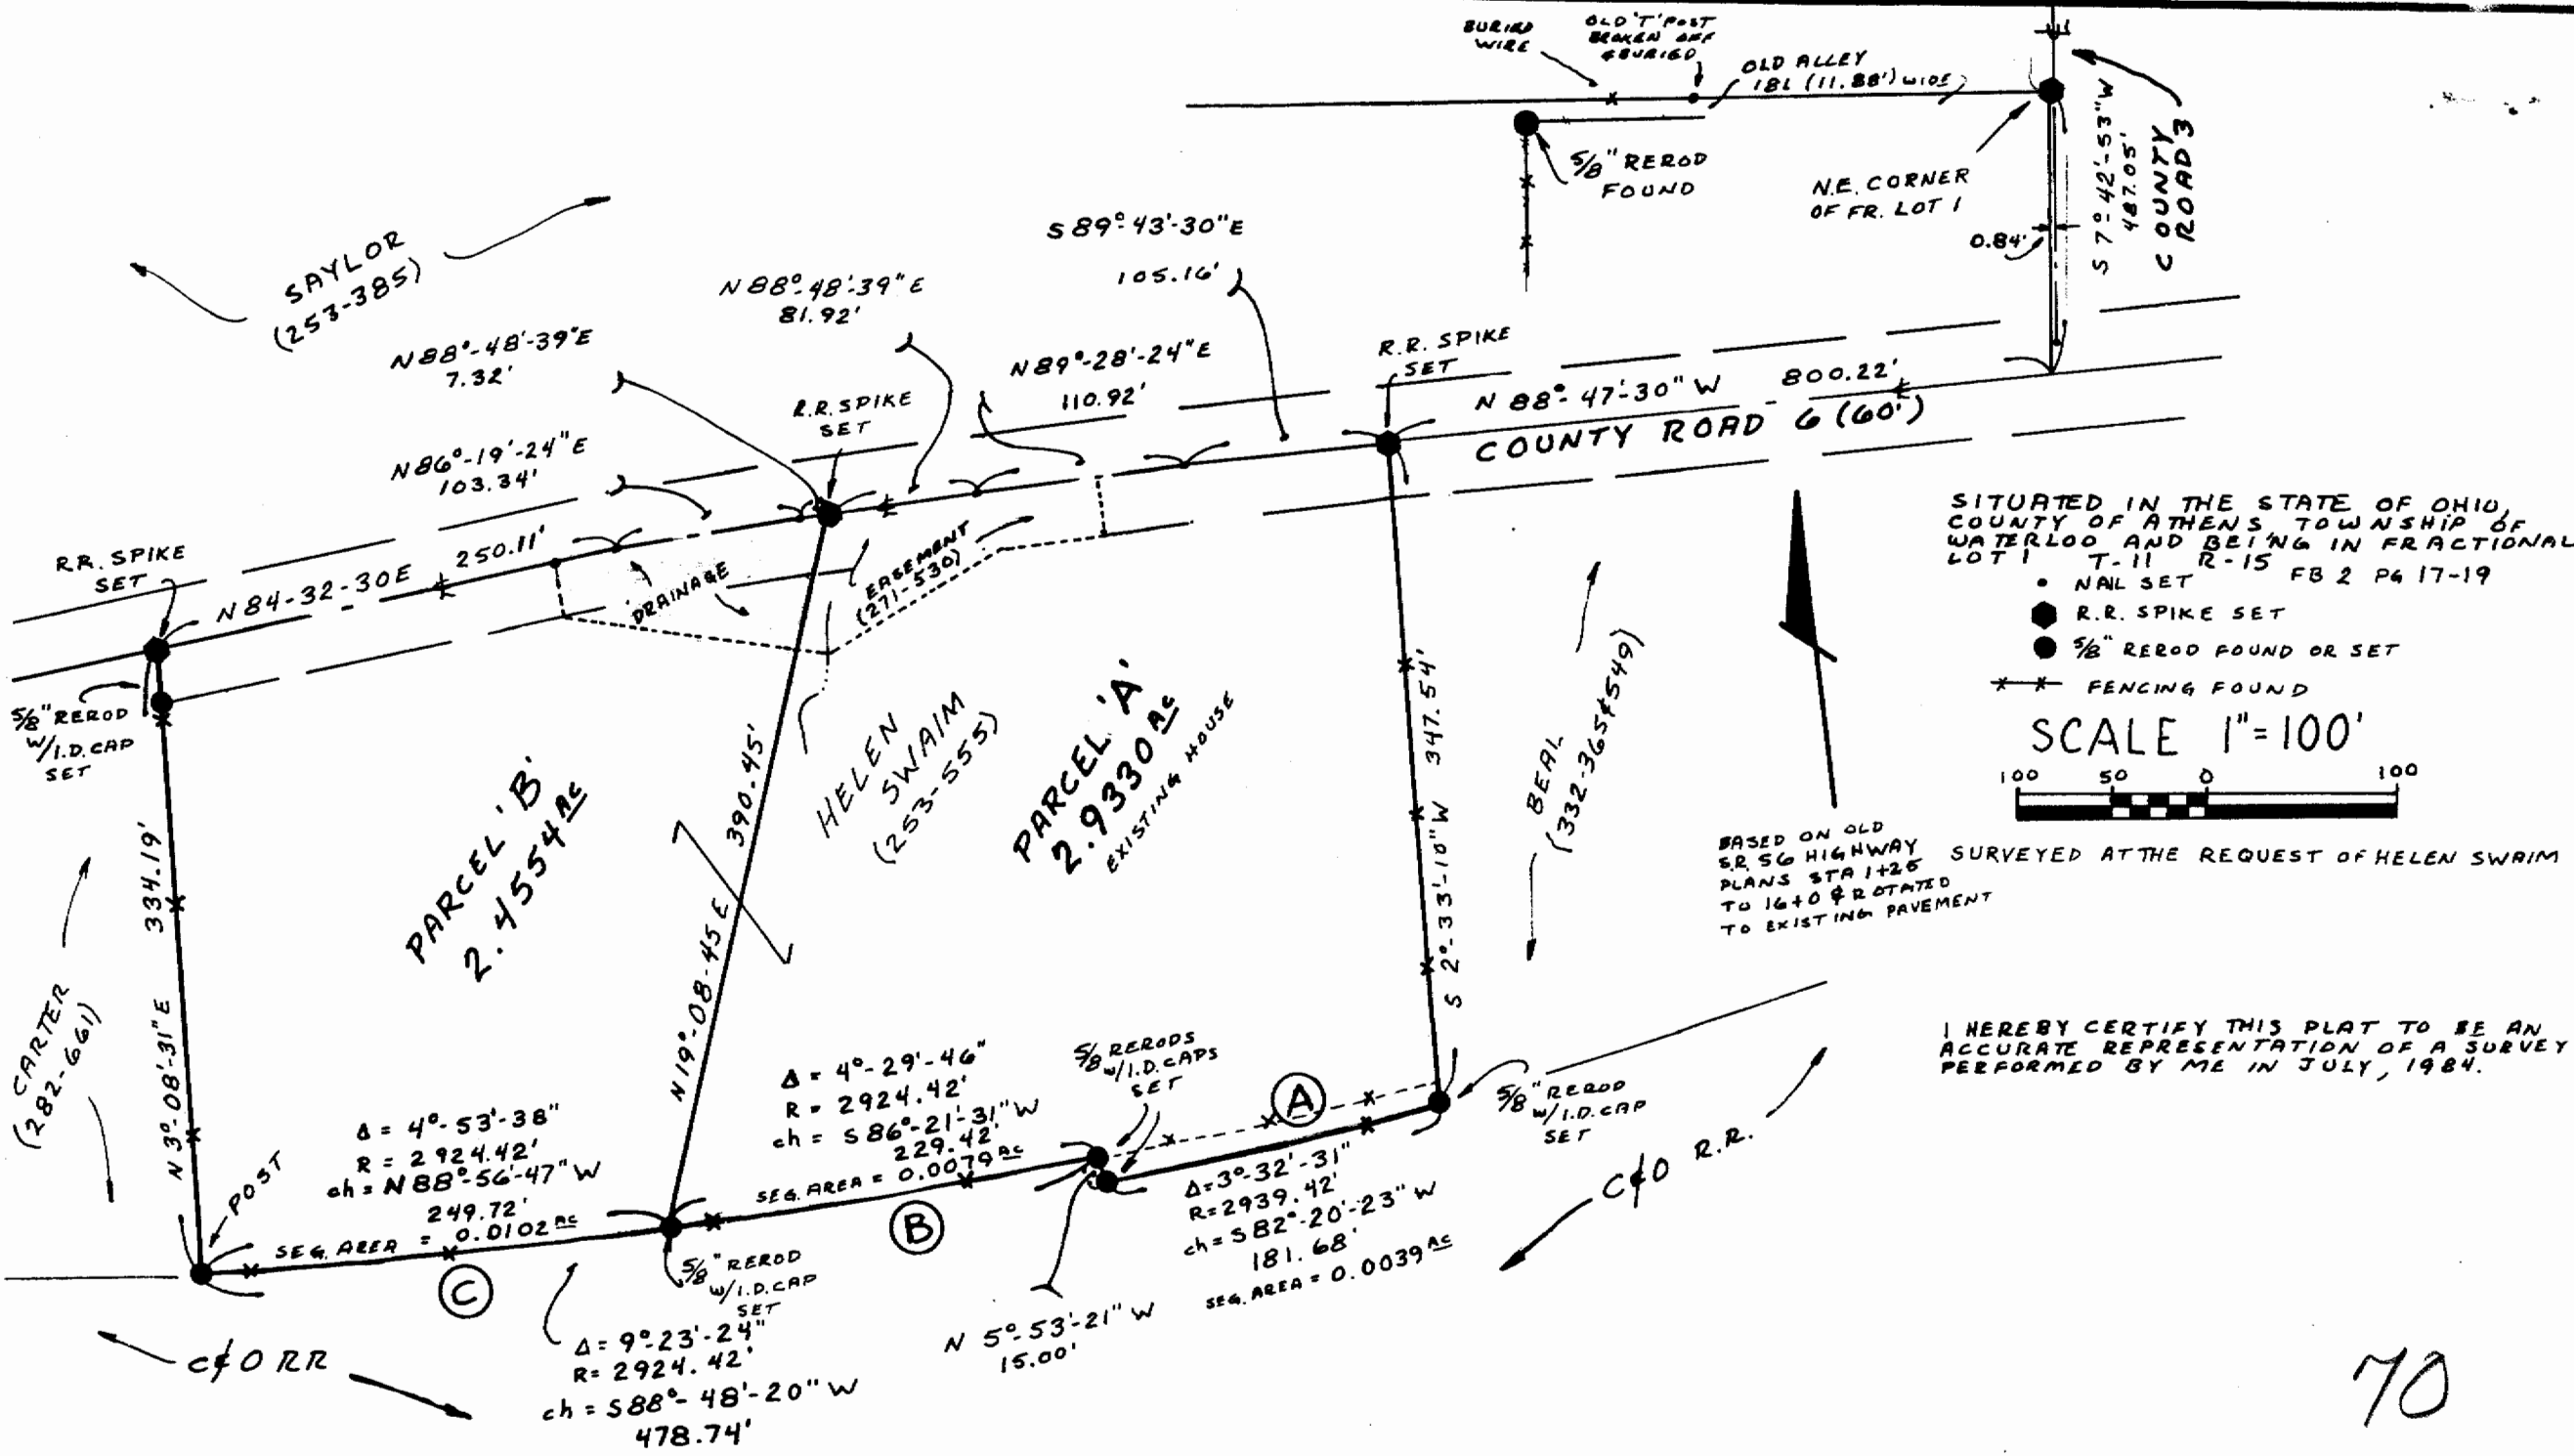 BURIED
WIRE
OLD 'T' POST
BROKEN OFF
& BURIED
OLD ALLEY
18L (11.88') WIDE
5/8" REROD
FOUND
N.E. CORNER
OF FR. LOT 1
0.84'
S 7°-42'-53" W
487.05'
COUNTY
ROAD 3
SAYLOR
(253-385)
N 88°-48'-39" E
7.32'
N 88°-48'-39" E
81.92'
S 89°-43'-30" E
105.16'
N 89°-28'-24" E
110.92'
R.R. SPIKE
SET
R.R. SPIKE
SET
N 88°-47'-30" W 800.22'
COUNTY ROAD 6 (60')
N 86°-19'-24" E
103.34'
R.R. SPIKE
SET
N 84-32-30 E 250.11'
DRAINAGE
EASEMENT
(271-530)
5/8" REROD
W/I.D. CAP
SET
SITUATED IN THE STATE OF OHIO,
COUNTY OF ATHENS, TOWNSHIP OF
WATERLOO AND BEING IN FRACTIONAL
LOT 1 T-11 R-15 FB 2 PG 17-19
NAIL SET
R.R. SPIKE SET
5/8" REROD FOUND OR SET
FENCING FOUND
SCALE 1" = 100'
100 50 0 100
SURVEYED AT THE REQUEST OF HELEN SWAIM
BASED ON OLD
S.R. 56 HIGHWAY
PLANS STA 1+25
TO 16+0 & ROTATED
TO EXISTING PAVEMENT
I HEREBY CERTIFY THIS PLAT TO BE AN
ACCURATE REPRESENTATION OF A SURVEY
PERFORMED BY ME IN JULY, 1984.
CARTER
(282-661)
N 3°-08'-31" E 334.19'
PARCEL 'B'
2.4554 AC
N 19°-08-45 E 390.45'
HELEN
SWAIM
(253-555)
PARCEL 'A'
2.9330 AC
EXISTING HOUSE
S 2°-33'-10" W 347.54'
BEAL
(332-365 & 549)
POST
Δ = 4°-53'-38"
R = 2924.42'
ch = N 88°-56'-47" W
249.72'
SEG. AREA = 0.0102 AC
C
Δ = 4°-29'-46"
R = 2924.42'
ch = S 86°-21'-31" W
229.42'
SEG. AREA = 0.0079 AC
B
5/8 RERODS
W/I.D. CAPS
SET
A
5/8" REROD
W/I.D. CAP
SET
Δ = 3°-32'-31"
R = 2939.42'
ch = S 82°-20'-23" W
181.68'
SEG. AREA = 0.0039 AC
C&O R.R.
5/8" REROD
W/I.D. CAP
SET
N 5°-53'-21" W
15.00'
Δ = 9°-23'-24"
R = 2924.42'
ch = S 88°-48'-20" W
478.74'
C&O RR
70